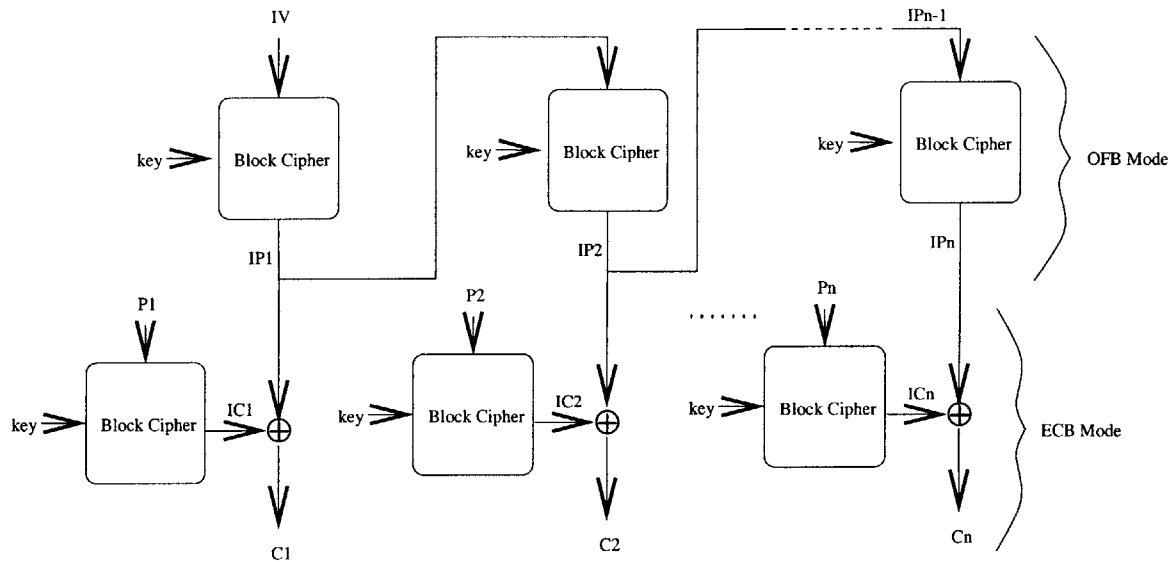 IV
IPn-1
key
Block Cipher
key
Block Cipher
key
Block Cipher
OFB Mode
IP1
IP2
IPn
P1
P2
Pn
key
Block Cipher
IC1
key
Block Cipher
IC2
key
Block Cipher
ICn
ECB Mode
C1
C2
Cn